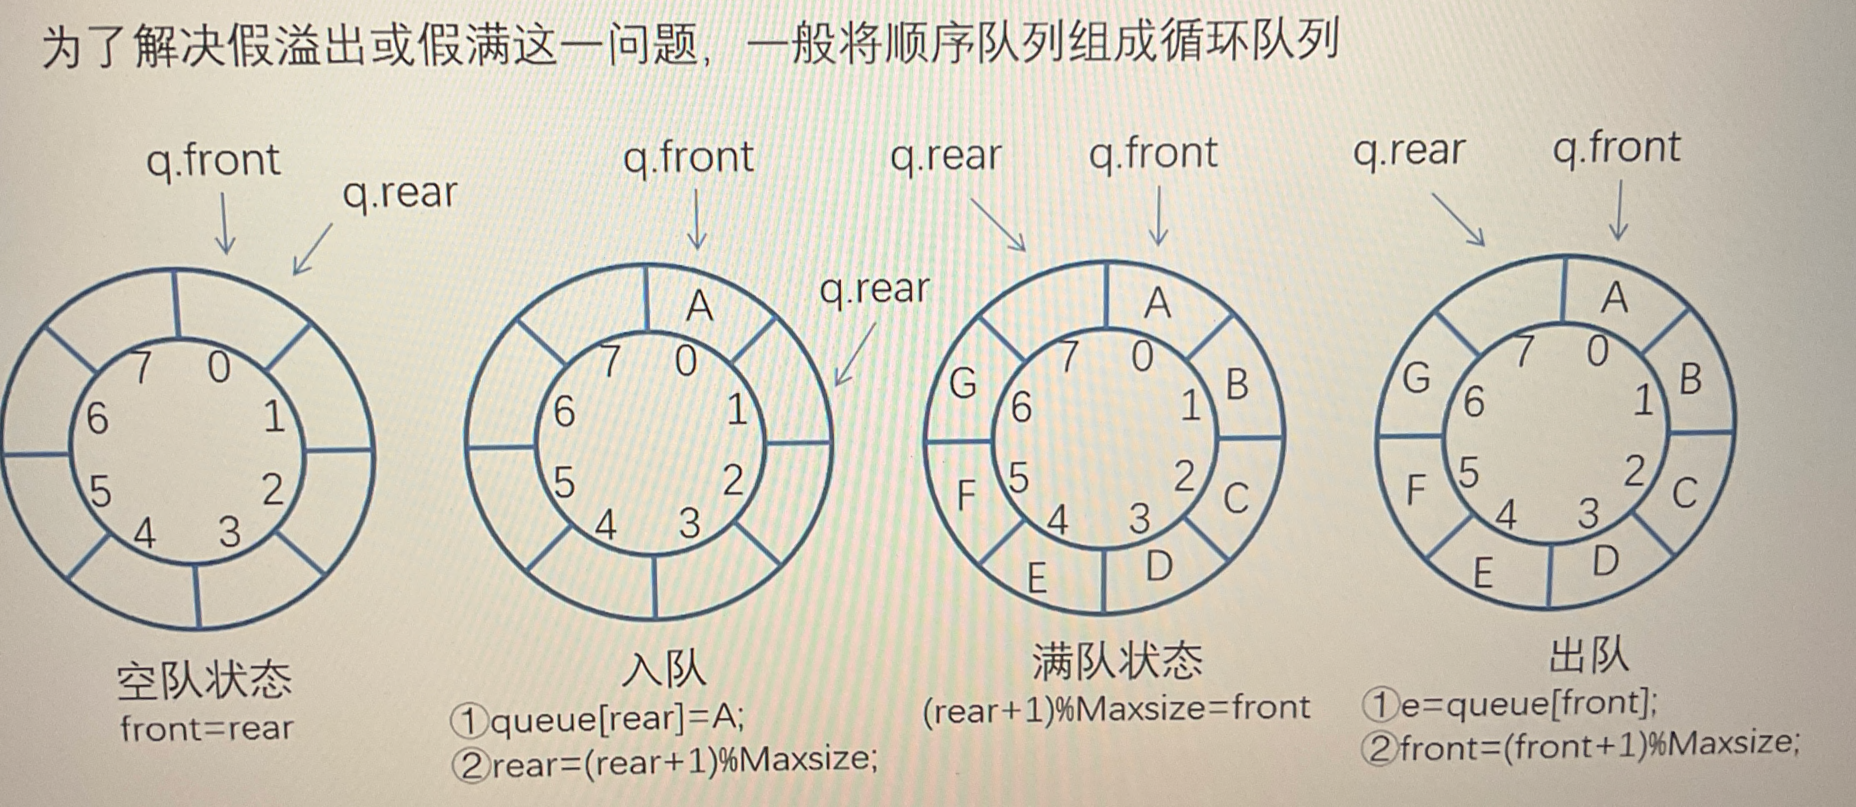 为了解决假溢出或假满这一问题，一般将顺序队列组成循环队列
q.front
q.rear
7 0
6 1
5 2
4 3
空队状态
front=rear
q.front
q.rear
A
7 0
6 1
5 2
4 3
入队
①queue[rear]=A;
②rear=(rear+1)%Maxsize;
q.rear q.front
A
7 0
G 6 1 B
F 5 2 C
4 3
E D
满队状态
(rear+1)%Maxsize=front
q.rear q.front
A
7 0
G 6 1 B
F 5 2 C
4 3
E D
出队
①e=queue[front];
②front=(front+1)%Maxsize;